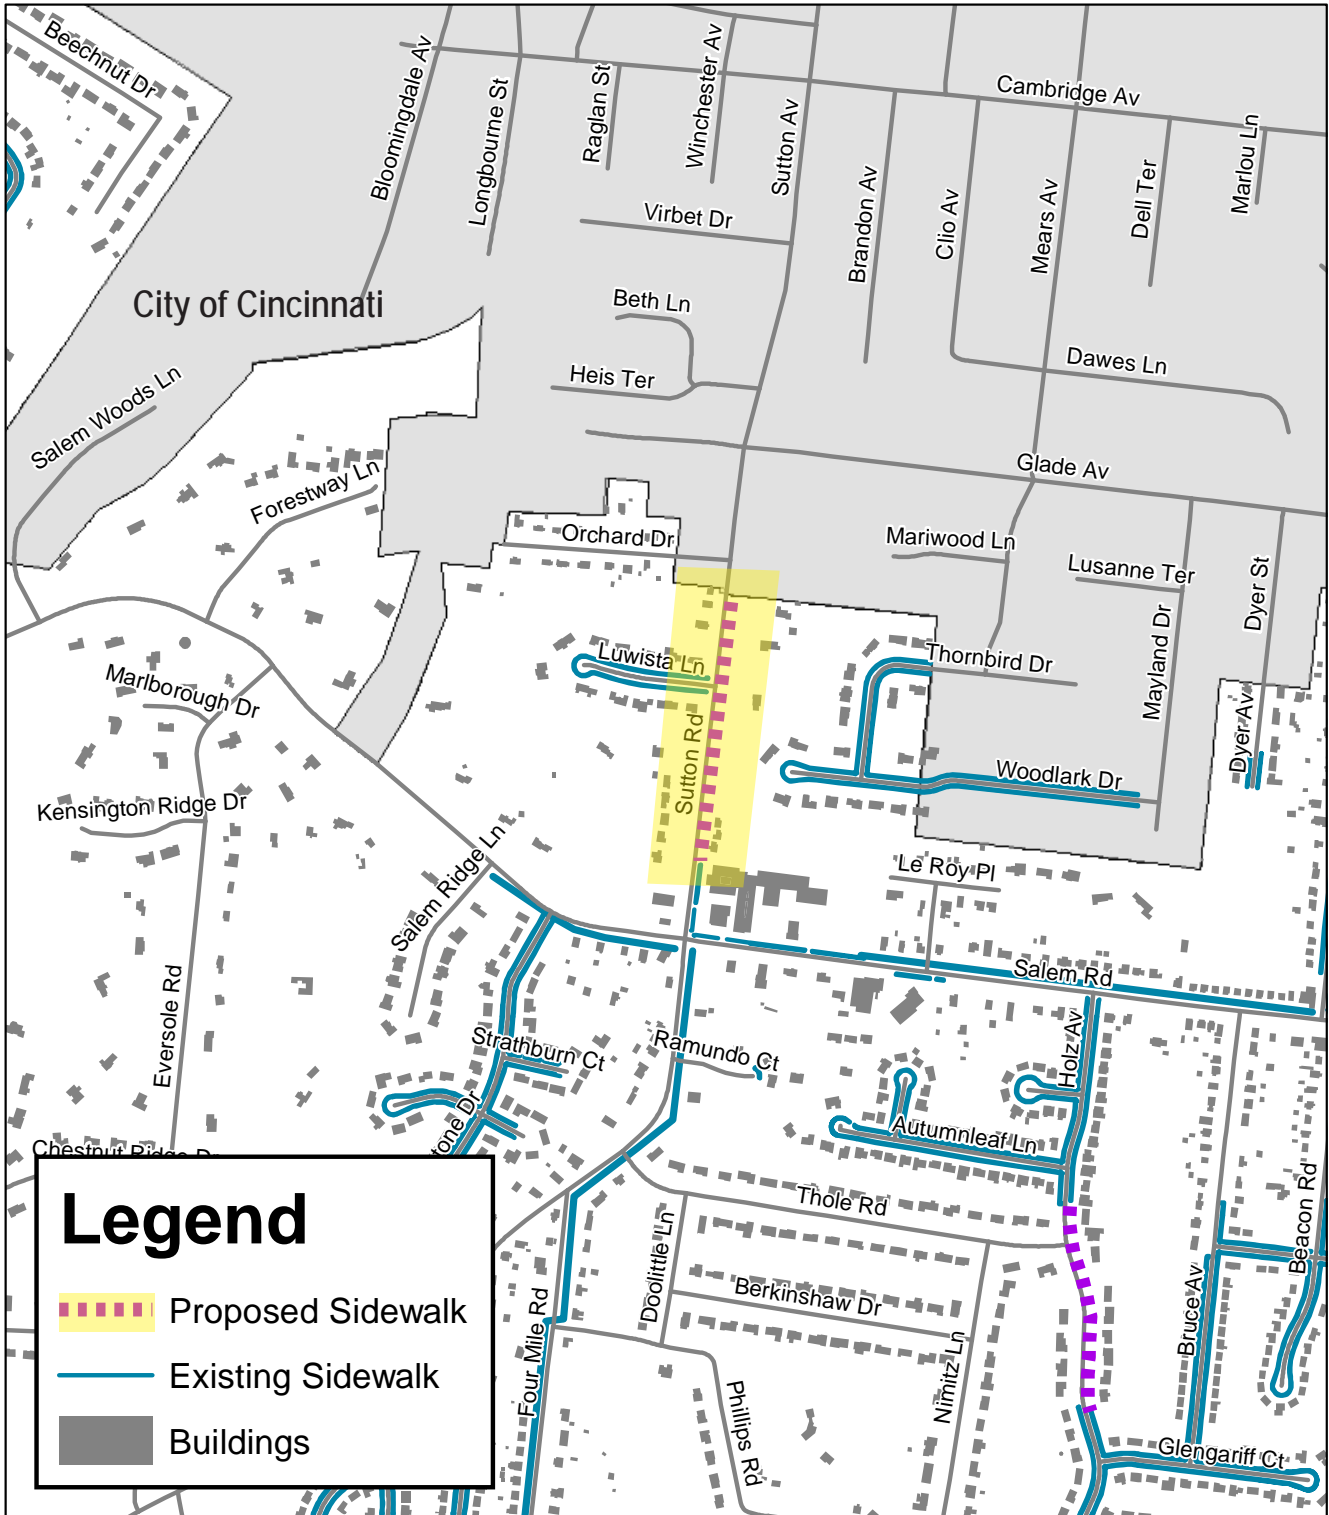 Beechnut Dr
Bloomingdale Av
Longbourne St
Raglan St
Winchester Av
Sutton Av
Cambridge Av
Marlou Ln
Dell Ter
Mears Av
Clio Av
Brandon Av
Virbet Dr
City of Cincinnati
Beth Ln
Heis Ter
Dawes Ln
Salem Woods Ln
Forestway Ln
Glade Av
Orchard Dr
Mariwood Ln
Lusanne Ter
Dyer St
Luwista Ln
Thornbird Dr
Mayland Dr
Marlborough Dr
Sutton Rd
Dyer Av
Woodlark Dr
Kensington Ridge Dr
Salem Ridge Ln
Le Roy Pl
Salem Rd
Eversole Rd
Strathburn Ct
Ramundo Ct
Holz Av
Autumnleaf Ln
tone Dr
Chestnut Ridge Dr
Thole Rd
Beacon Rd
Doolittle Ln
Berkinshaw Dr
Bruce Av
Four Mile Rd
Nimitz Ln
Phillips Rd
Glengariff Ct
Legend
Proposed Sidewalk
Existing Sidewalk
Buildings